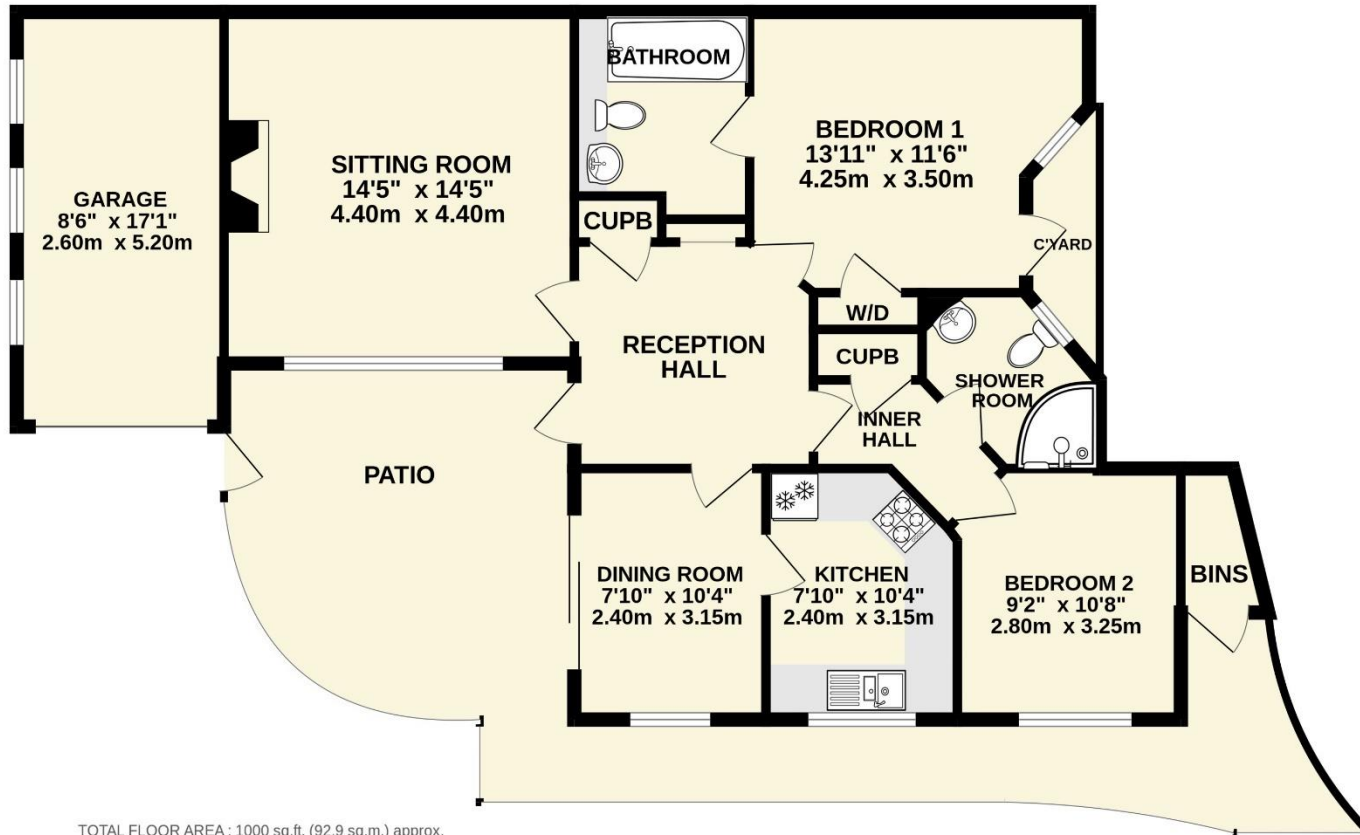 BATHROOM
BEDROOM 1
13'11" x 11'6"
4.25m x 3.50m
SITTING ROOM
14'5" x 14'5"
4.40m x 4.40m
GARAGE
8'6" x 17'1"
2.60m x 5.20m
CUPB
C'YARD
W/D
RECEPTION
HALL
CUPB
SHOWER
ROOM
INNER
HALL
PATIO
DINING ROOM
7'10" x 10'4"
2.40m x 3.15m
KITCHEN
7'10" x 10'4"
2.40m x 3.15m
BEDROOM 2
9'2" x 10'8"
2.80m x 3.25m
BINS
TOTAL FLOOR AREA : 1000 sq.ft. (92.9 sq.m.) approx.